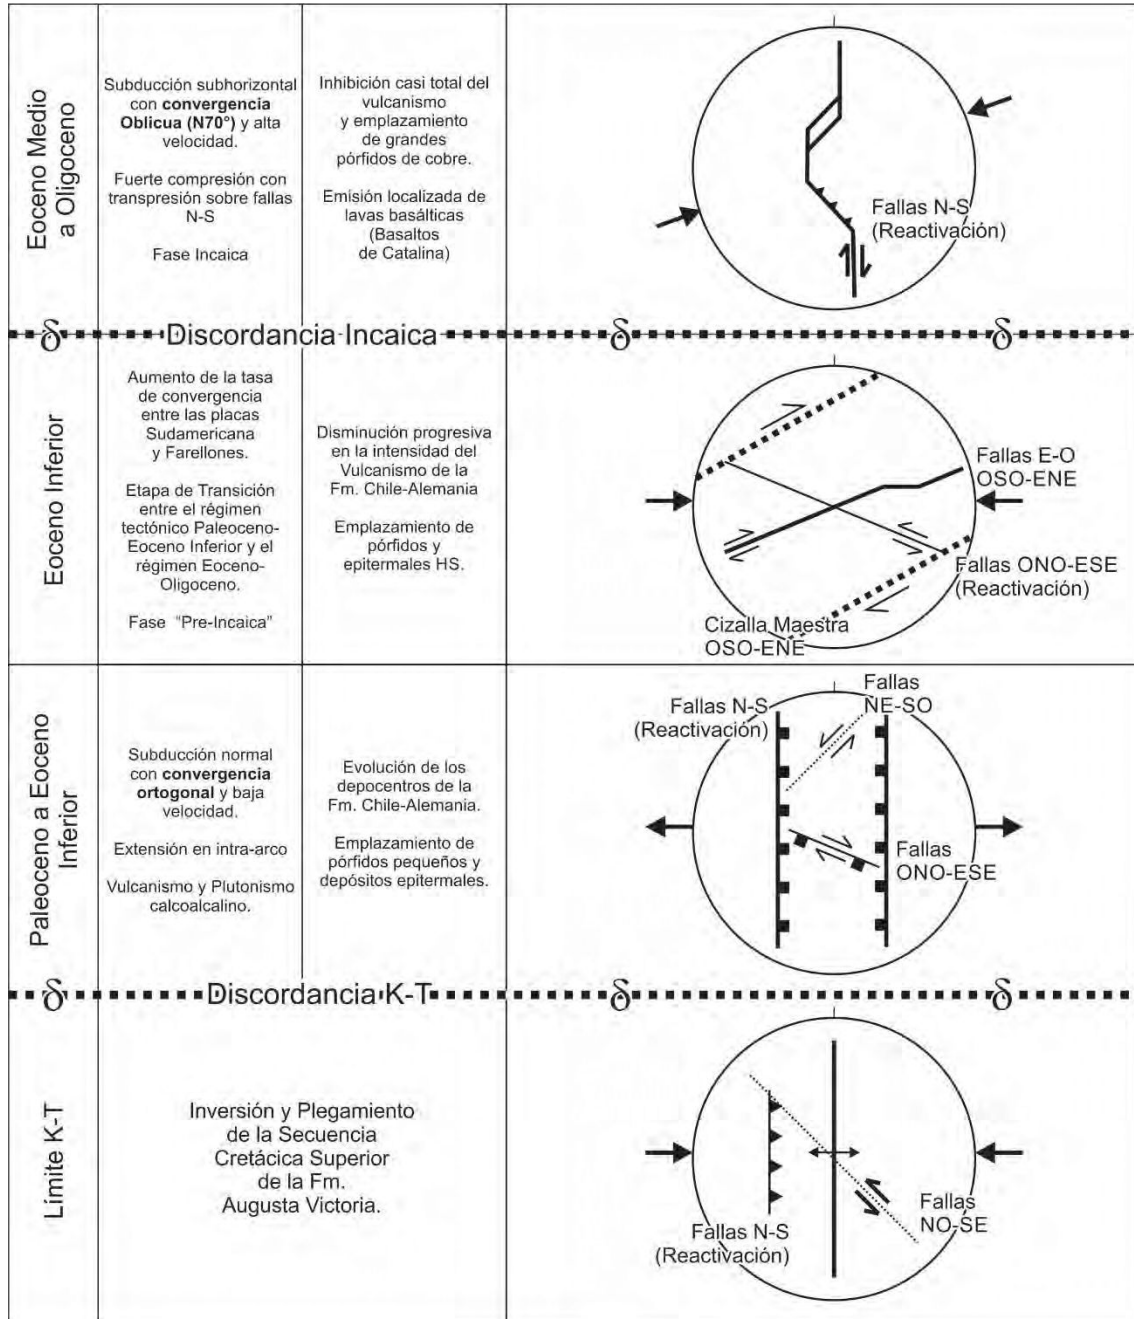 Eoceno Medio
a Oligoceno
Subducción subhorizontal
con convergencia
Oblicua (N70°) y alta
velocidad.
Fuerte compresión con
transpresión sobre fallas
N-S
Fase Incaica
Inhibición casi total del
vulcanismo
y emplazamiento
de grandes
pórfidos de cobre.
Emisión localizada de
lavas basálticas
(Basaltos
de Catalina)
Fallas N-S
(Reactivación)
δ Discordancia Incaica δ δ
Eoceno Inferior
Aumento de la tasa
de convergencia
entre las placas
Sudamericana
y Farellones.
Etapa de Transición
entre el régimen
tectónico Paleoceno-
Eoceno Inferior y el
régimen Eoceno-
Oligoceno.
Fase "Pre-Incaica"
Disminución progresiva
en la intensidad del
Vulcanismo de la
Fm. Chile-Alemania
Emplazamiento de
pórfidos y
epitermales HS.
Fallas E-O
OSO-ENE
Fallas ONO-ESE
(Reactivación)
Cizalla Maestra
OSO-ENE
Paleoceno a Eoceno
Inferior
Subducción normal
con convergencia
ortogonal y baja
velocidad.
Extensión en intra-arco
Vulcanismo y Plutonismo
calcoalcalino.
Evolución de los
depocentros de la
Fm. Chile-Alemania.
Emplazamiento de
pórfidos pequeños y
depósitos epitermales.
Fallas N-S
(Reactivación)
Fallas
NE-SO
Fallas
ONO-ESE
δ Discordancia K-T δ δ
Límite K-T
Inversión y Plegamiento
de la Secuencia
Cretácica Superior
de la Fm.
Augusta Victoria.
Fallas N-S
(Reactivación)
Fallas
NO-SE